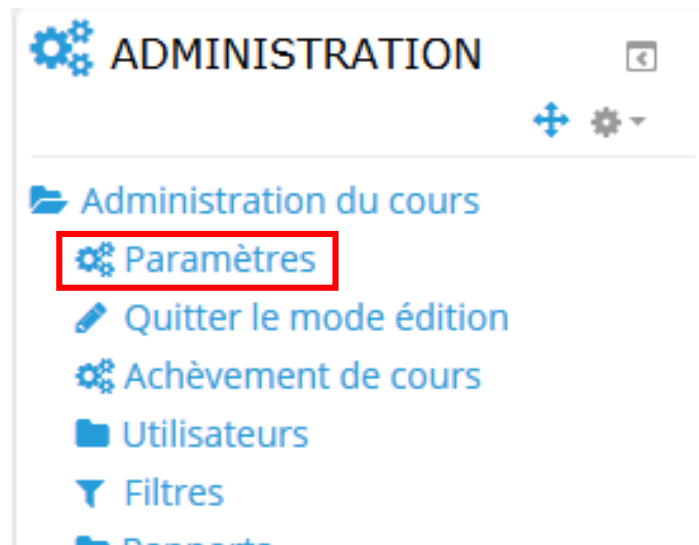 ADMINISTRATION
Administration du cours
Paramètres
Quitter le mode édition
Achèvement de cours
Utilisateurs
Filtres